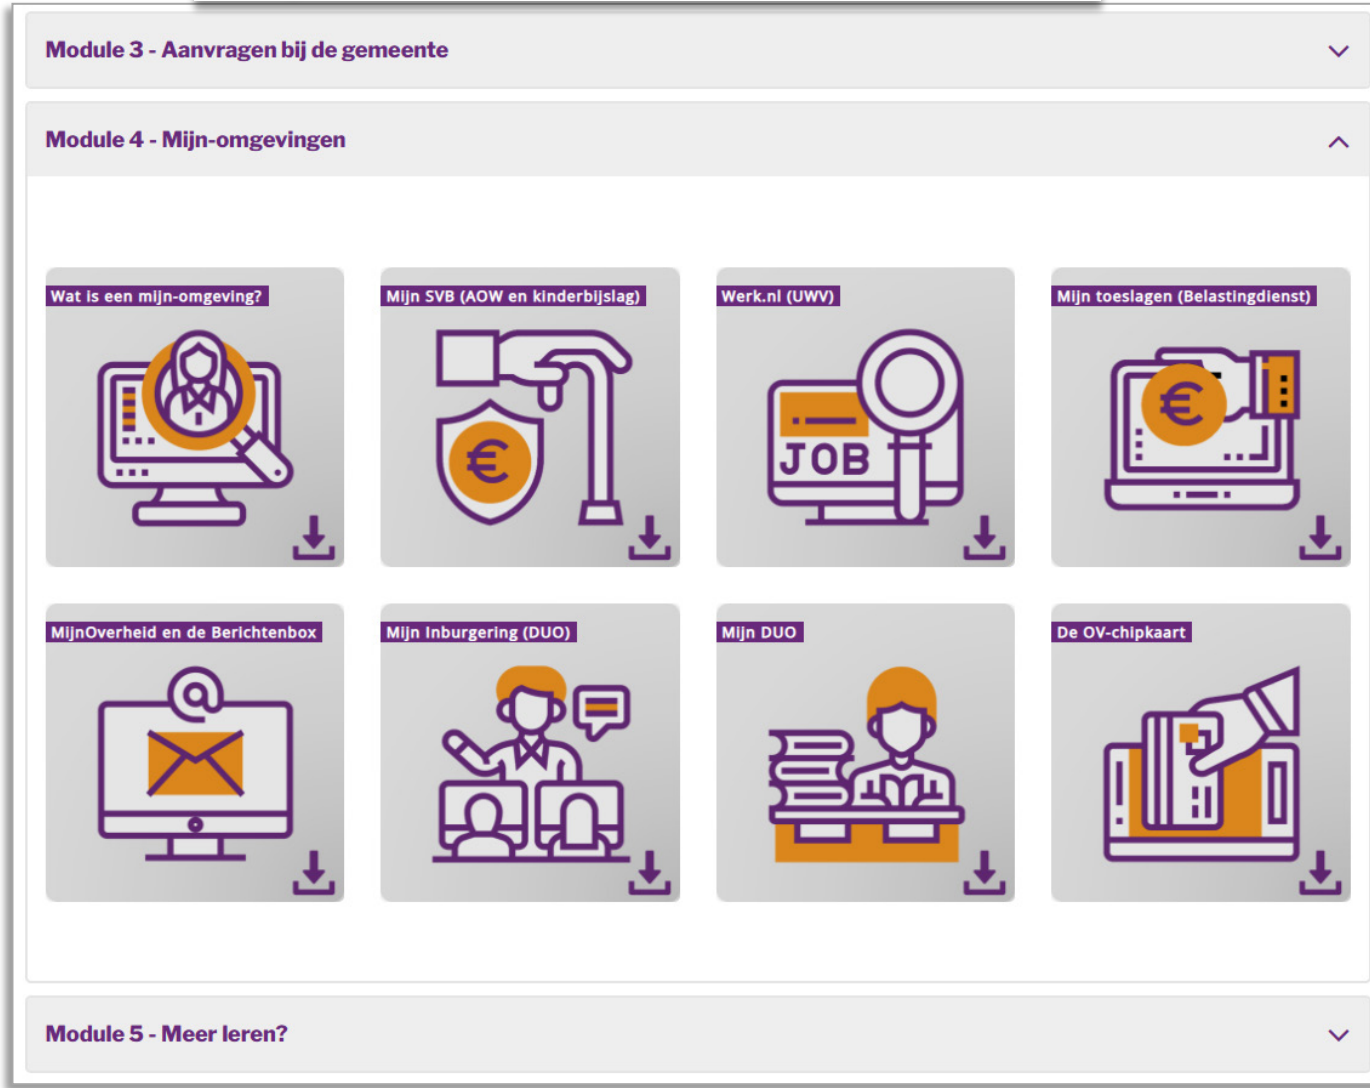 Module 3 - Aanvragen bij de gemeente
Module 4 - Mijn-omgevingen
Wat is een mijn-omgeving?
Mijn SVB (AOW en kinderbijslag)
Werk.nl (UWV)
Mijn toeslagen (Belastingdienst)
€
JOB
€
MijnOverheid en de Berichtenbox
Mijn Inburgering (DUO)
Mijn DUO
De OV-chipkaart
@
Module 5 - Meer leren?